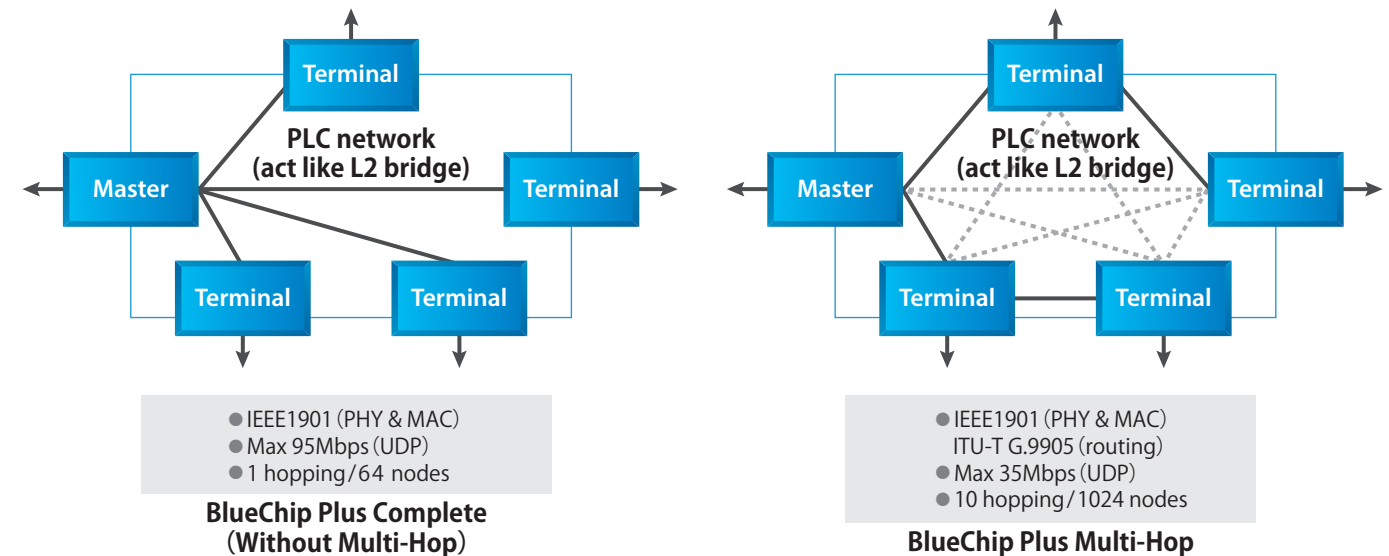 Terminal
PLC network
(act like L2 bridge)
Master
Terminal
Terminal
Terminal
● IEEE1901 (PHY & MAC)
● Max 95Mbps (UDP)
● 1 hopping/64 nodes
BlueChip Plus Complete
(Without Multi-Hop)
Terminal
PLC network
(act like L2 bridge)
Master
Terminal
Terminal
Terminal
● IEEE1901 (PHY & MAC)
ITU-T G.9905 (routing)
● Max 35Mbps (UDP)
● 10 hopping/1024 nodes
BlueChip Plus Multi-Hop